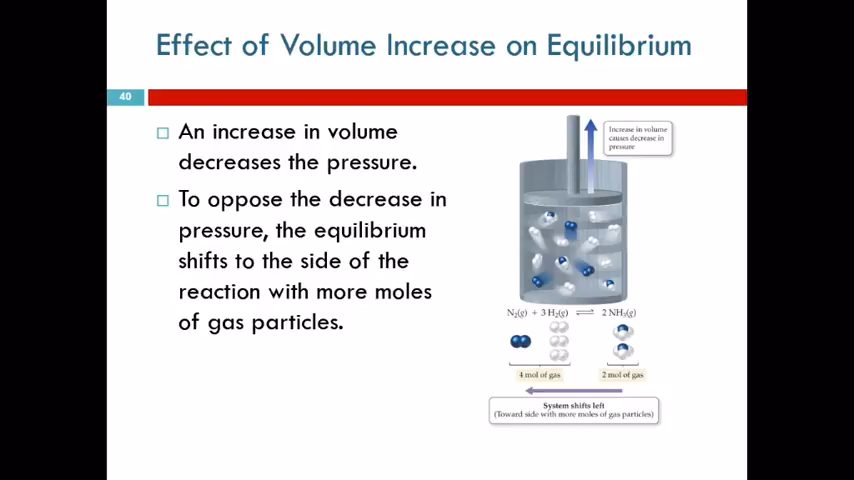 Effect of Volume Increase on Equilibrium
40
□ An increase in volume
decreases the pressure.
□ To oppose the decrease in
pressure, the equilibrium
shifts to the side of the
reaction with more moles
of gas particles.
Increase in volume
causes decrease in
pressure
N₂(g) + 3 H₂(g) ⇌ 2 NH₃(g)
4 mol of gas 2 mol of gas
System shifts left
(Toward side with more moles of gas particles)